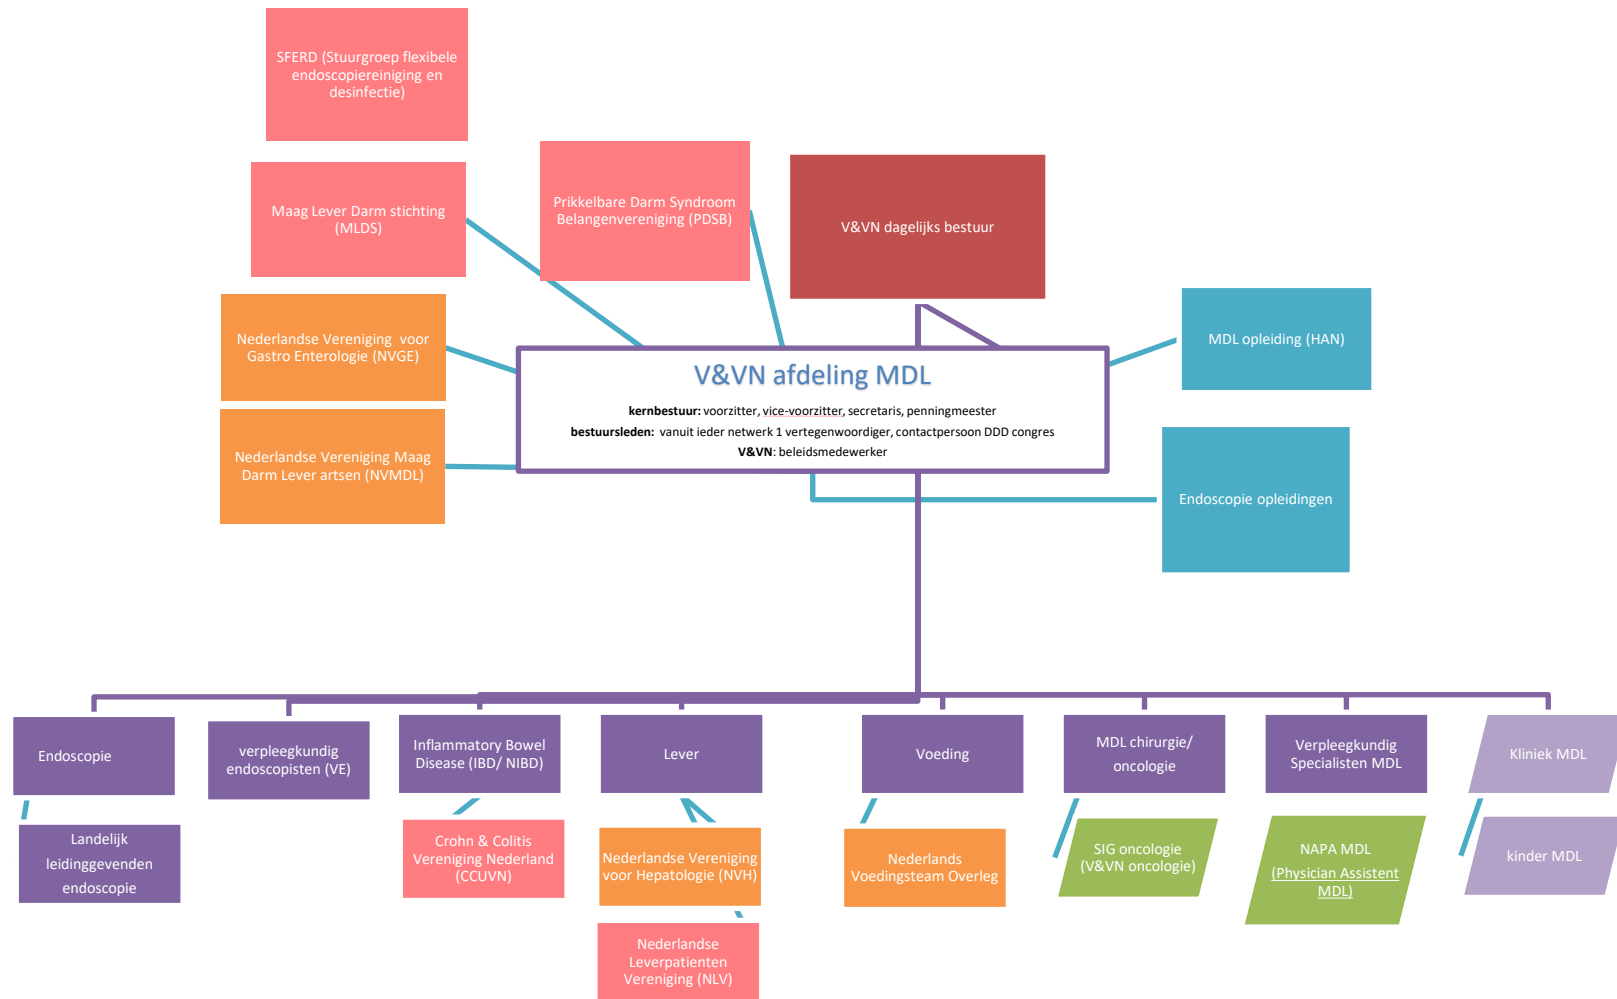 SFERD (Stuurgroep flexibele
endoscopiereiniging en
desinfectie)
Maag Lever Darm stichting
(MLDS)
Prikkelbare Darm Syndroom
Belangenvereniging (PDSB)
V&VN dagelijks bestuur
Nederlandse Vereniging voor
Gastro Enterologie (NVGE)
MDL opleiding (HAN)
V&VN afdeling MDL
kernbestuur: voorzitter, vice-voorzitter, secretaris, penningmeester
bestuursleden: vanuit ieder netwerk 1 vertegenwoordiger, contactpersoon DDD congres
V&VN: beleidsmedewerker
Nederlandse Vereniging Maag
Darm Lever artsen (NVMDL)
Endoscopie opleidingen
Endoscopie
verpleegkundig
endoscopisten (VE)
Inflammatory Bowel
Disease (IBD/ NIBD)
Lever
Voeding
MDL chirurgie/
oncologie
Verpleegkundig
Specialisten MDL
Kliniek MDL
Landelijk
leidinggevenden
endoscopie
Crohn & Colitis
Vereniging Nederland
(CCUVN)
Nederlandse Vereniging
voor Hepatologie (NVH)
Nederlands
Voedingsteam Overleg
SIG oncologie
(V&VN oncologie)
NAPA MDL
(Physician Assistent
MDL)
kinder MDL
Nederlandse
Leverpatienten
Vereniging (NLV)